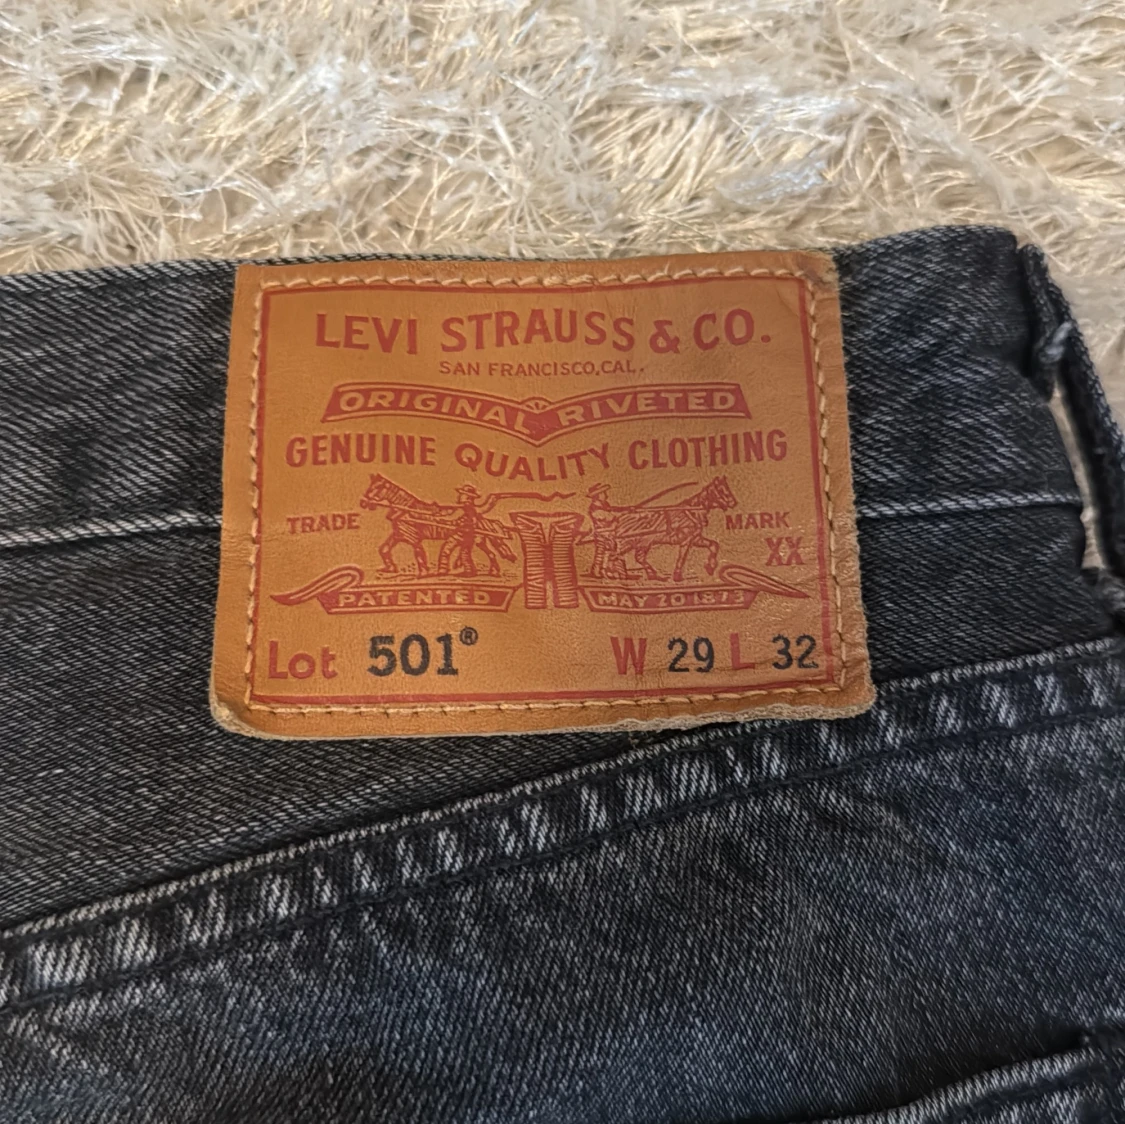 LEVI STRAUSS & CO.
SAN FRANCISCO, CAL.
ORIGINAL RIVETED
GENUINE QUALITY CLOTHING
TRADE MARK
XX
PATENTED MAY 20 1873
Lot 501® W 29 L 32